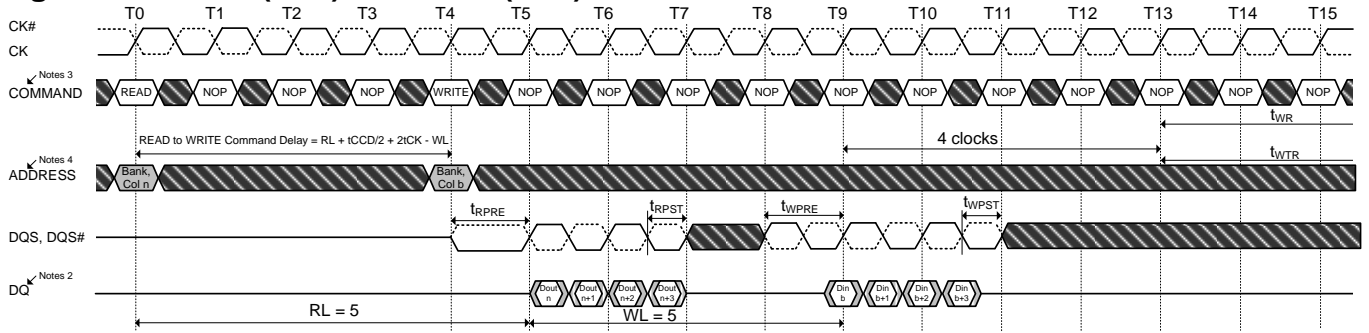 T0 T1 T2 T3 T4 T5 T6 T7 T8 T9 T10 T11 T12 T13 T14 T15
CK#
CK
Notes 3
COMMAND READ NOP NOP NOP WRITE NOP NOP NOP NOP NOP NOP NOP NOP NOP NOP NOP
tWR
READ to WRITE Command Delay = RL + tCCD/2 + 2tCK - WL
4 clocks
tWTR
Notes 4
ADDRESS
Bank, Col n
Bank, Col b
tRPRE tRPST tWPRE tWPST
DQS, DQS#
Notes 2
DQ
Dout n
Dout n+1
Dout n+2
Dout n+3
Din b
Din b+1
Din b+2
Din b+3
RL = 5 WL = 5